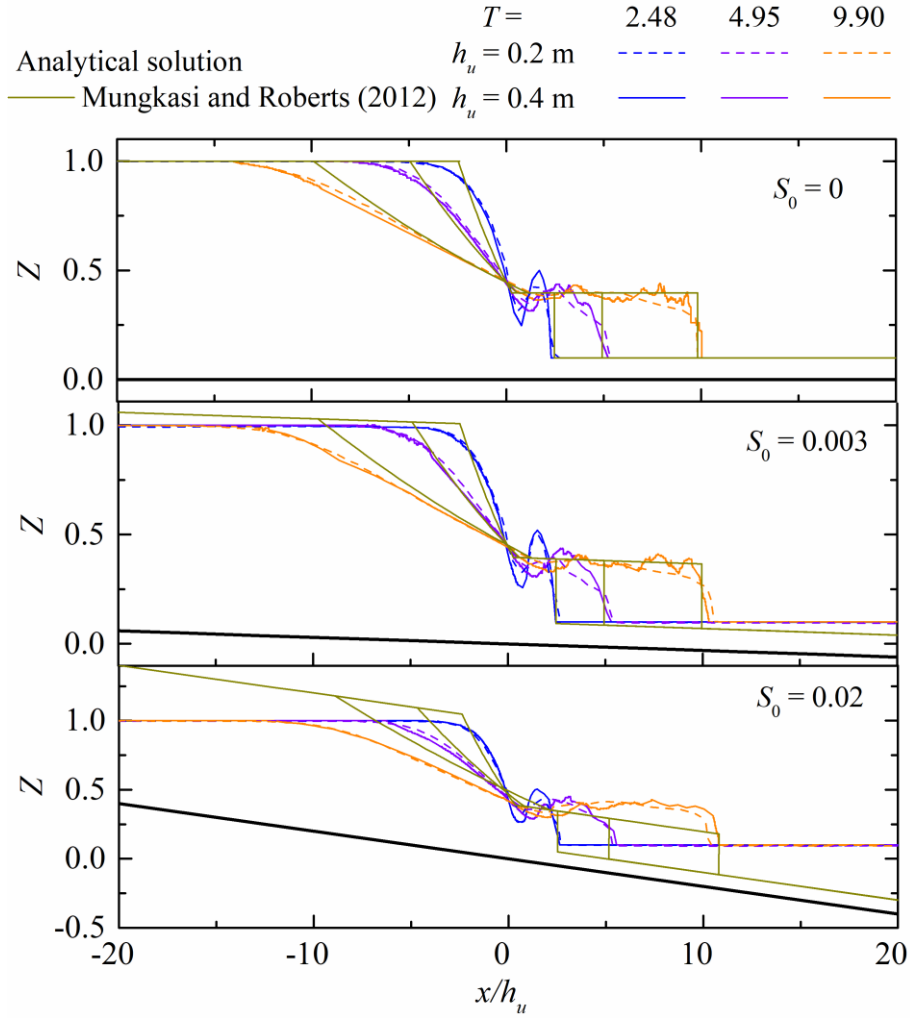 T = 2.48 4.95 9.90
Analytical solution h_u = 0.2 m
Mungkasi and Roberts (2012) h_u = 0.4 m
S_0 = 0
1.0
Z
0.5
0.0
S_0 = 0.003
1.0
Z
0.5
0.0
S_0 = 0.02
1.0
Z
0.5
0.0
-0.5
-20 -10 0 10 20
x/h_u